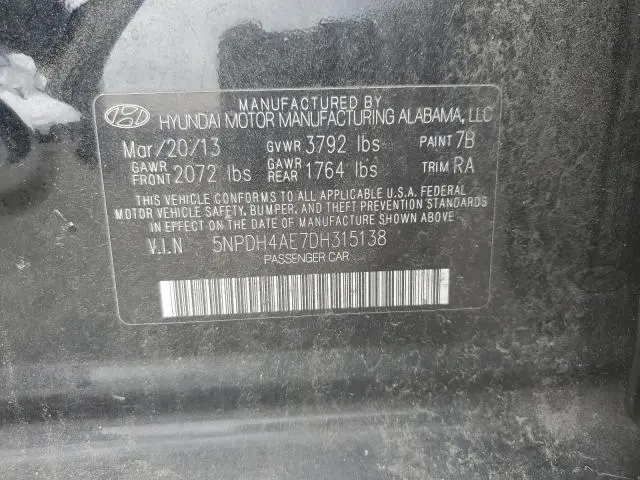 MANUFACTURED BY
HYUNDAI MOTOR MANUFACTURING ALABAMA, LLC
Mar/20/13 GVWR 3792 lbs PAINT 7B
GAWR FRONT 2072 lbs GAWR REAR 1764 lbs TRIM RA
THIS VEHICLE CONFORMS TO ALL APPLICABLE U.S.A. FEDERAL
MOTOR VEHICLE SAFETY, BUMPER, AND THEFT PREVENTION STANDARDS
IN EFFECT ON THE DATE OF MANUFACTURE SHOWN ABOVE.
V.I.N 5NPDH4AE7DH315138
PASSENGER CAR